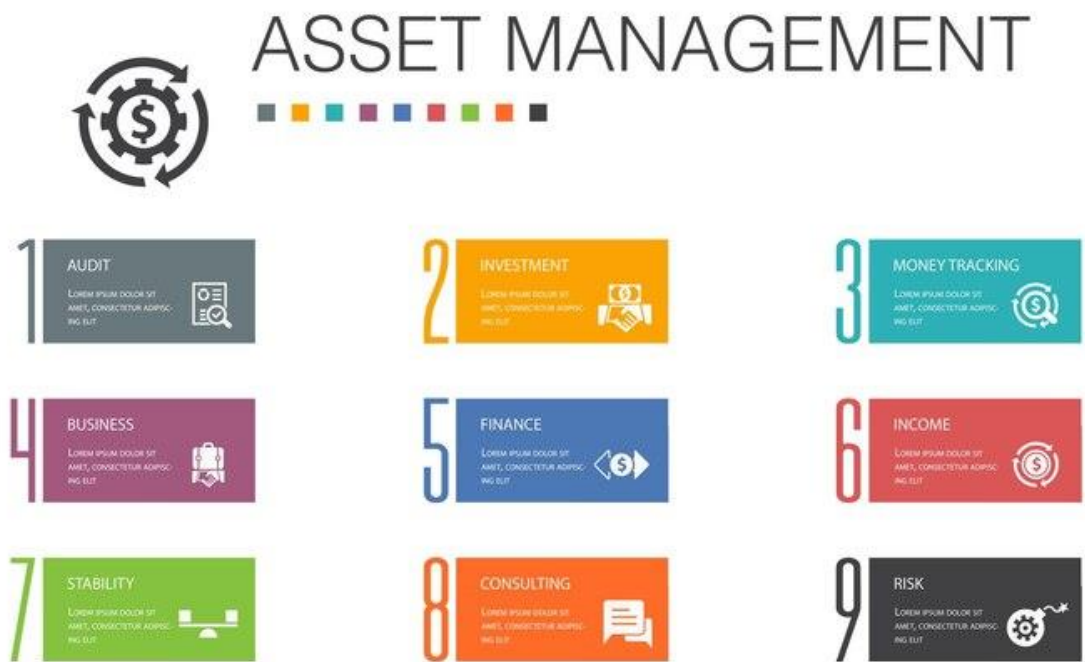 ASSET MANAGEMENT
1
AUDIT
LOREM IPSUM DOLOR SIT
AMET, CONSECTETUR ADIPISC-
ING ELIT
2
INVESTMENT
LOREM IPSUM DOLOR SIT
AMET, CONSECTETUR ADIPISC-
ING ELIT
3
MONEY TRACKING
LOREM IPSUM DOLOR SIT
AMET, CONSECTETUR ADIPISC-
ING ELIT
4
BUSINESS
LOREM IPSUM DOLOR SIT
AMET, CONSECTETUR ADIPISC-
ING ELIT
5
FINANCE
LOREM IPSUM DOLOR SIT
AMET, CONSECTETUR ADIPISC-
ING ELIT
6
INCOME
LOREM IPSUM DOLOR SIT
AMET, CONSECTETUR ADIPISC-
ING ELIT
7
STABILITY
LOREM IPSUM DOLOR SIT
AMET, CONSECTETUR ADIPISC-
ING ELIT
8
CONSULTING
LOREM IPSUM DOLOR SIT
AMET, CONSECTETUR ADIPISC-
ING ELIT
9
RISK
LOREM IPSUM DOLOR SIT
AMET, CONSECTETUR ADIPISC-
ING ELIT